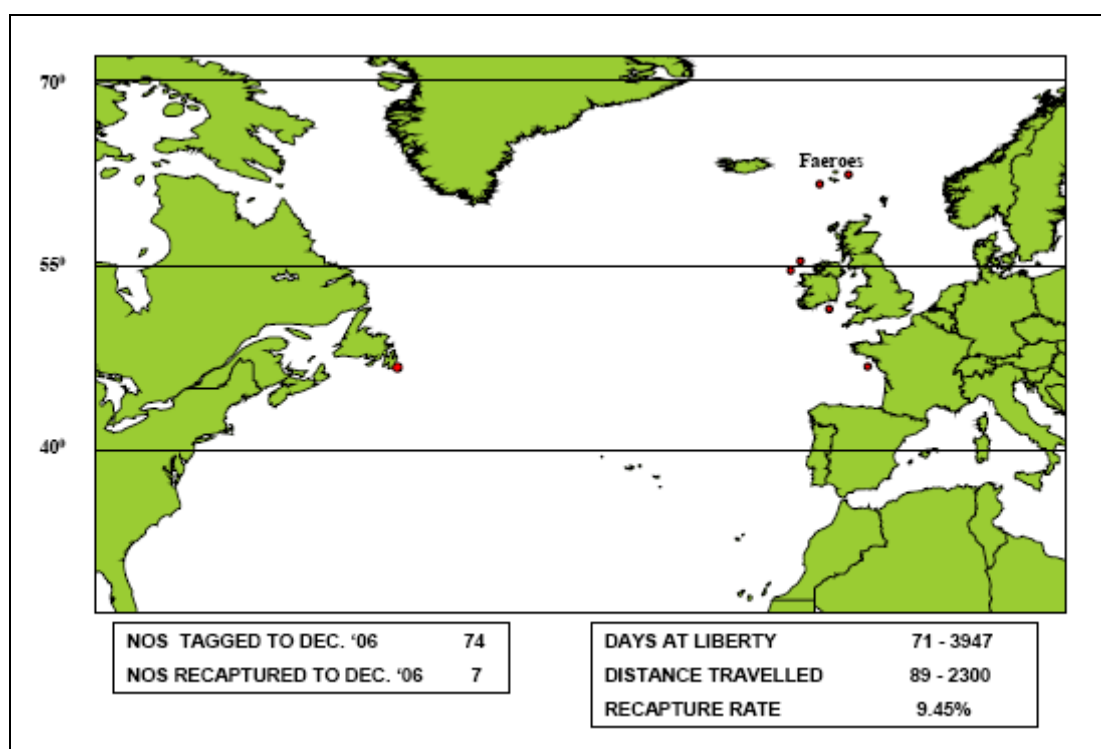 70⁰
Faeroes
55⁰
40⁰
NOS TAGGED TO DEC. ‘06 74
NOS RECAPTURED TO DEC. ‘06 7
DAYS AT LIBERTY 71 - 3947
DISTANCE TRAVELLED 89 - 2300
RECAPTURE RATE 9.45%